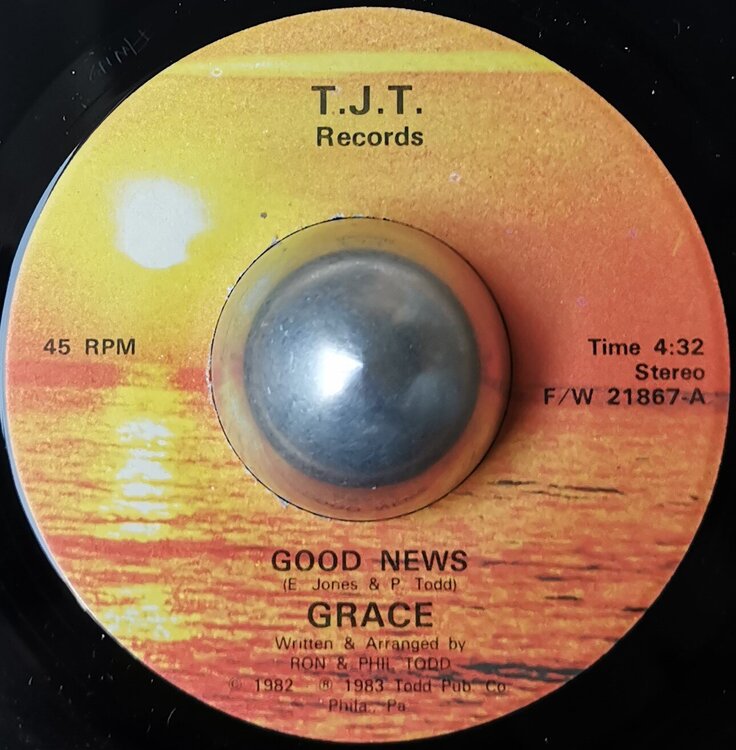 T.J.T.
Records
45 RPM
Time 4:32
Stereo
F/W 21867-A
GOOD NEWS
(E. Jones & P. Todd)
GRACE
Written & Arranged by
RON & PHIL TODD
© 1982 ℗ 1983 Todd Pub. Co
Phila., Pa